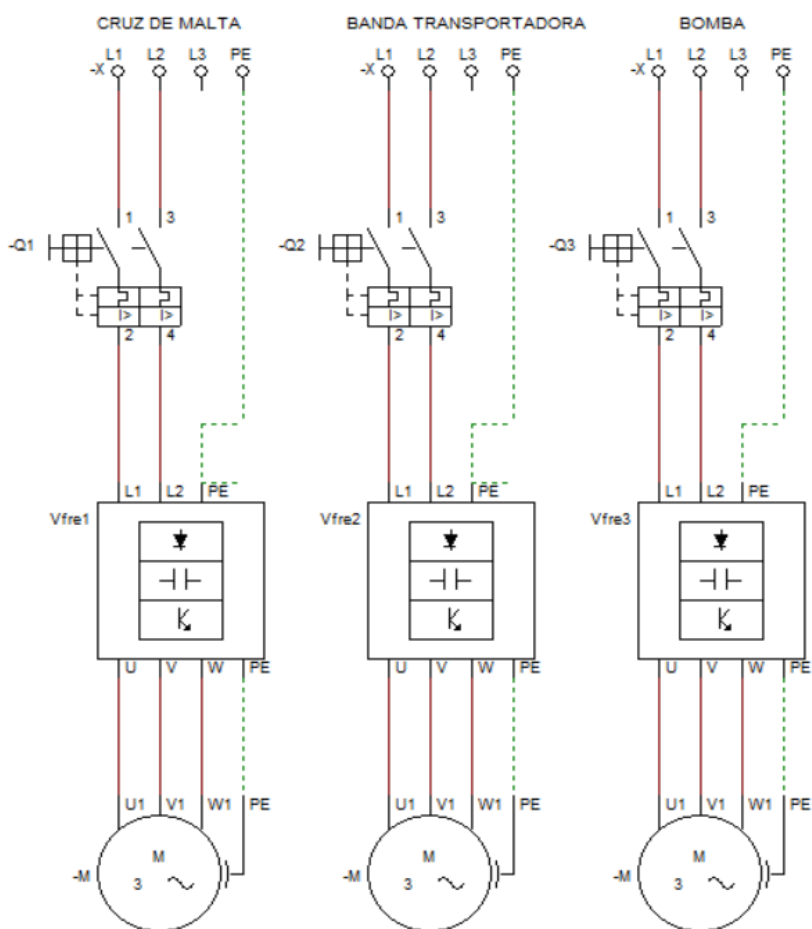 CRUZ DE MALTA BANDA TRANSPORTADORA BOMBA
L1 L2 L3 PE L1 L2 L3 PE L1 L2 L3 PE
-X -X -X
1 3 1 3 1 3
-Q1 -Q2 -Q3
I> I> I> I> I> I>
2 4 2 4 2 4
L1 L2 PE L1 L2 PE L1 L2 PE
Vfre1 Vfre2 Vfre3
U V W PE U V W PE U V W PE
U1 V1 W1 PE U1 V1 W1 PE U1 V1 W1 PE
M M M
-M 3 -M 3 -M 3